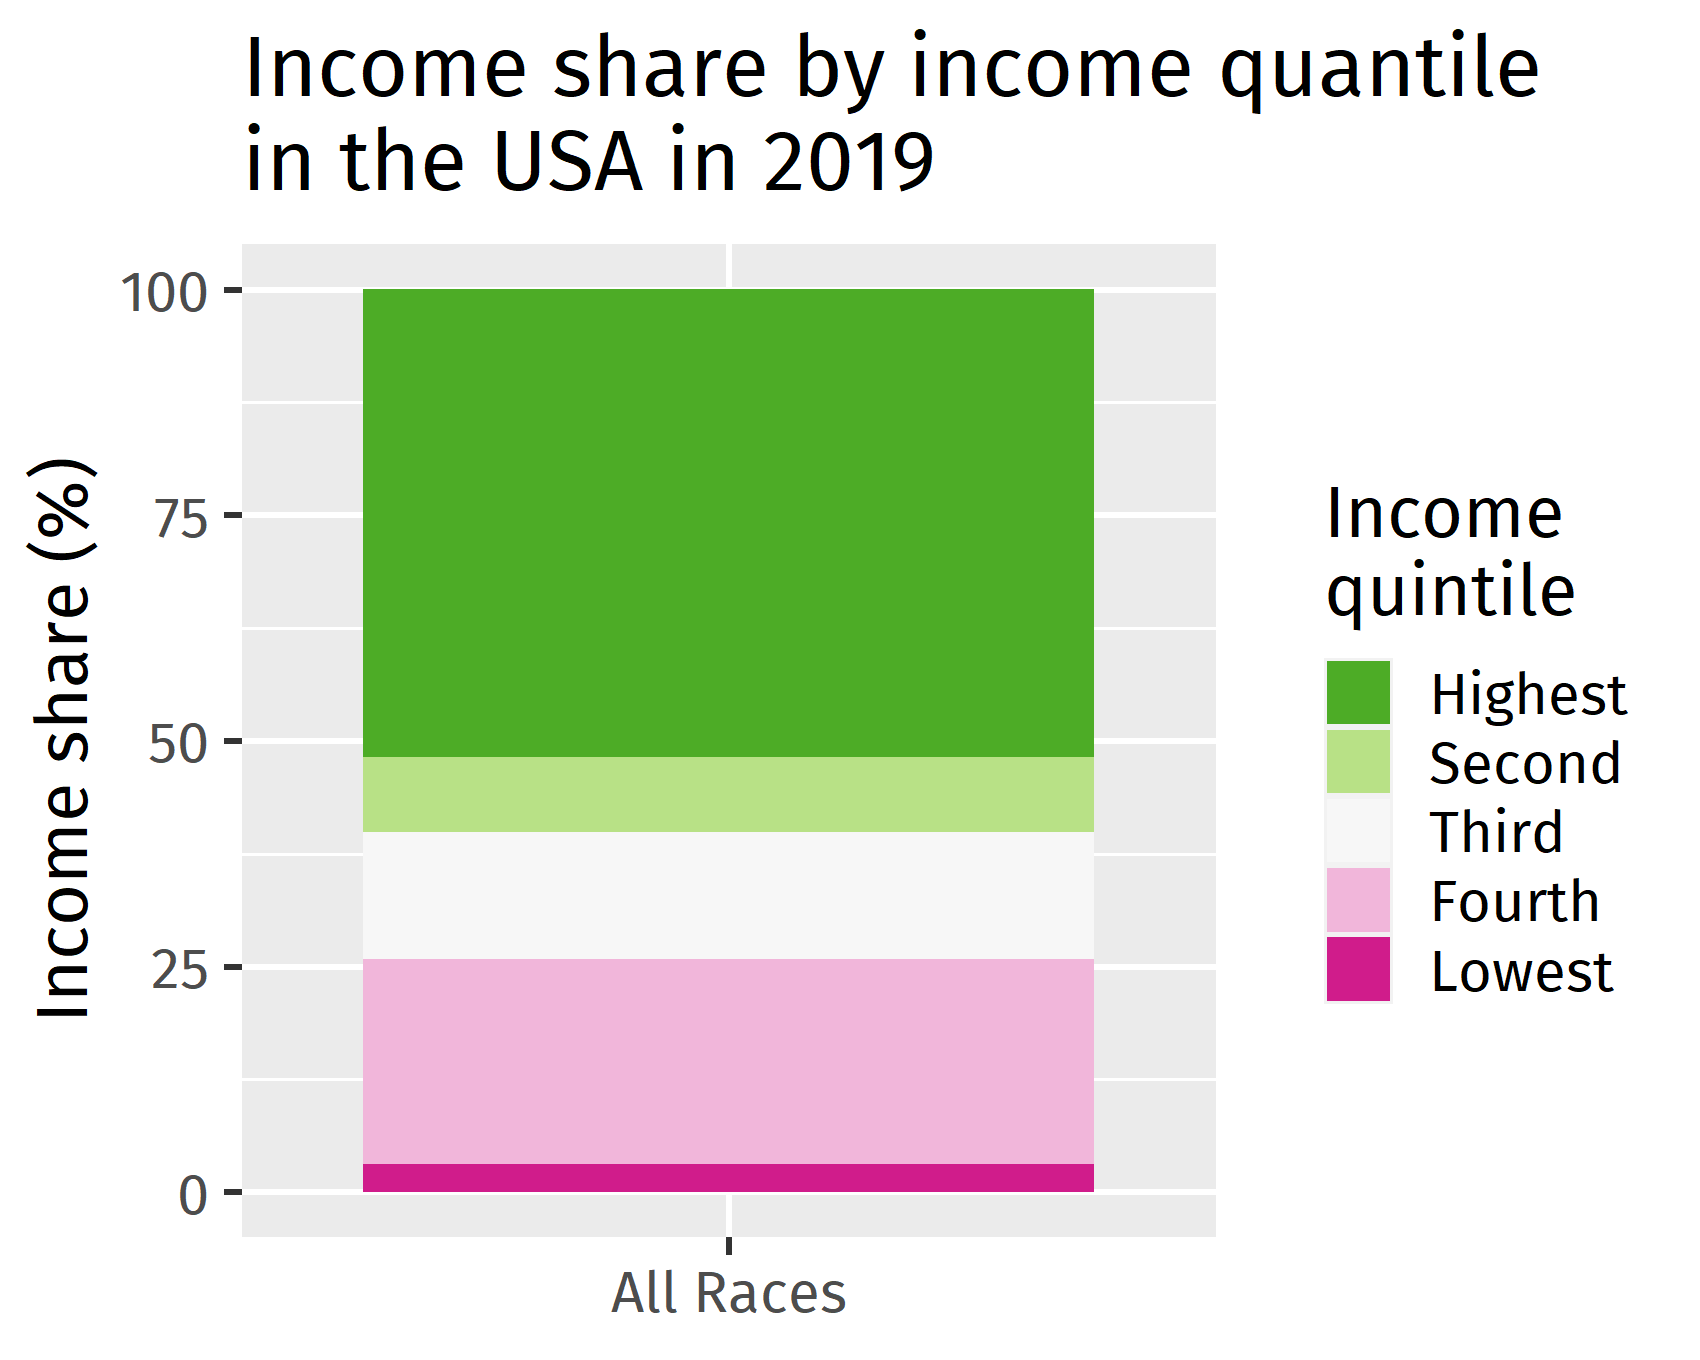 Income share by income quantile
in the USA in 2019
Income share (%)
100
75
50
25
0
All Races
Income
quintile
Highest
Second
Third
Fourth
Lowest